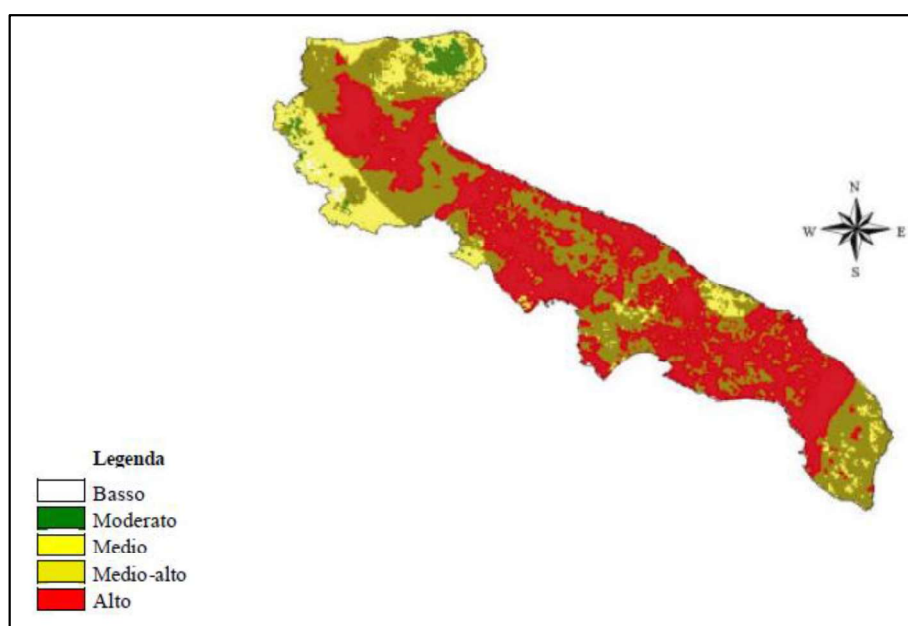 N
W E
S
Legenda
Basso
Moderato
Medio
Medio-alto
Alto